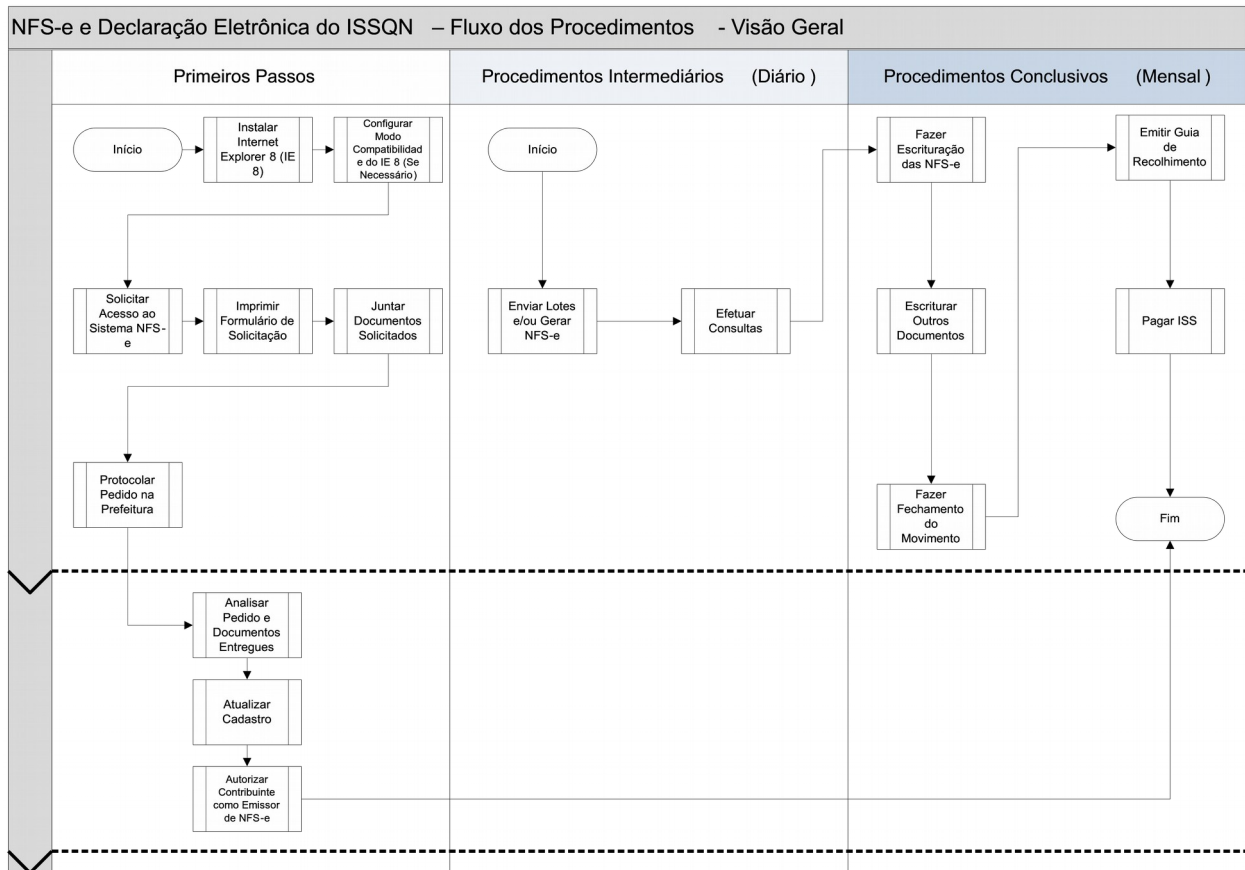 NFS-e e Declaração Eletrônica do ISSQN – Fluxo dos Procedimentos - Visão Geral
Primeiros Passos
Procedimentos Intermediários (Diário )
Procedimentos Conclusivos (Mensal )
Início
Instalar
Internet
Explorer 8 (IE
8)
Configurar
Modo
Compatibilidad
e do IE 8 (Se
Necessário)
Solicitar
Acesso ao
Sistema NFS-
e
Imprimir
Formulário de
Solicitação
Juntar
Documentos
Solicitados
Protocolar
Pedido na
Prefeitura
Analisar
Pedido e
Documentos
Entregues
Atualizar
Cadastro
Autorizar
Contribuinte
como Emissor
de NFS-e
Início
Enviar Lotes
e/ou Gerar
NFS-e
Efetuar
Consultas
Fazer
Escrituração
das NFS-e
Escriturar
Outros
Documentos
Fazer
Fechamento
do
Movimento
Emitir Guia
de
Recolhimento
Pagar ISS
Fim